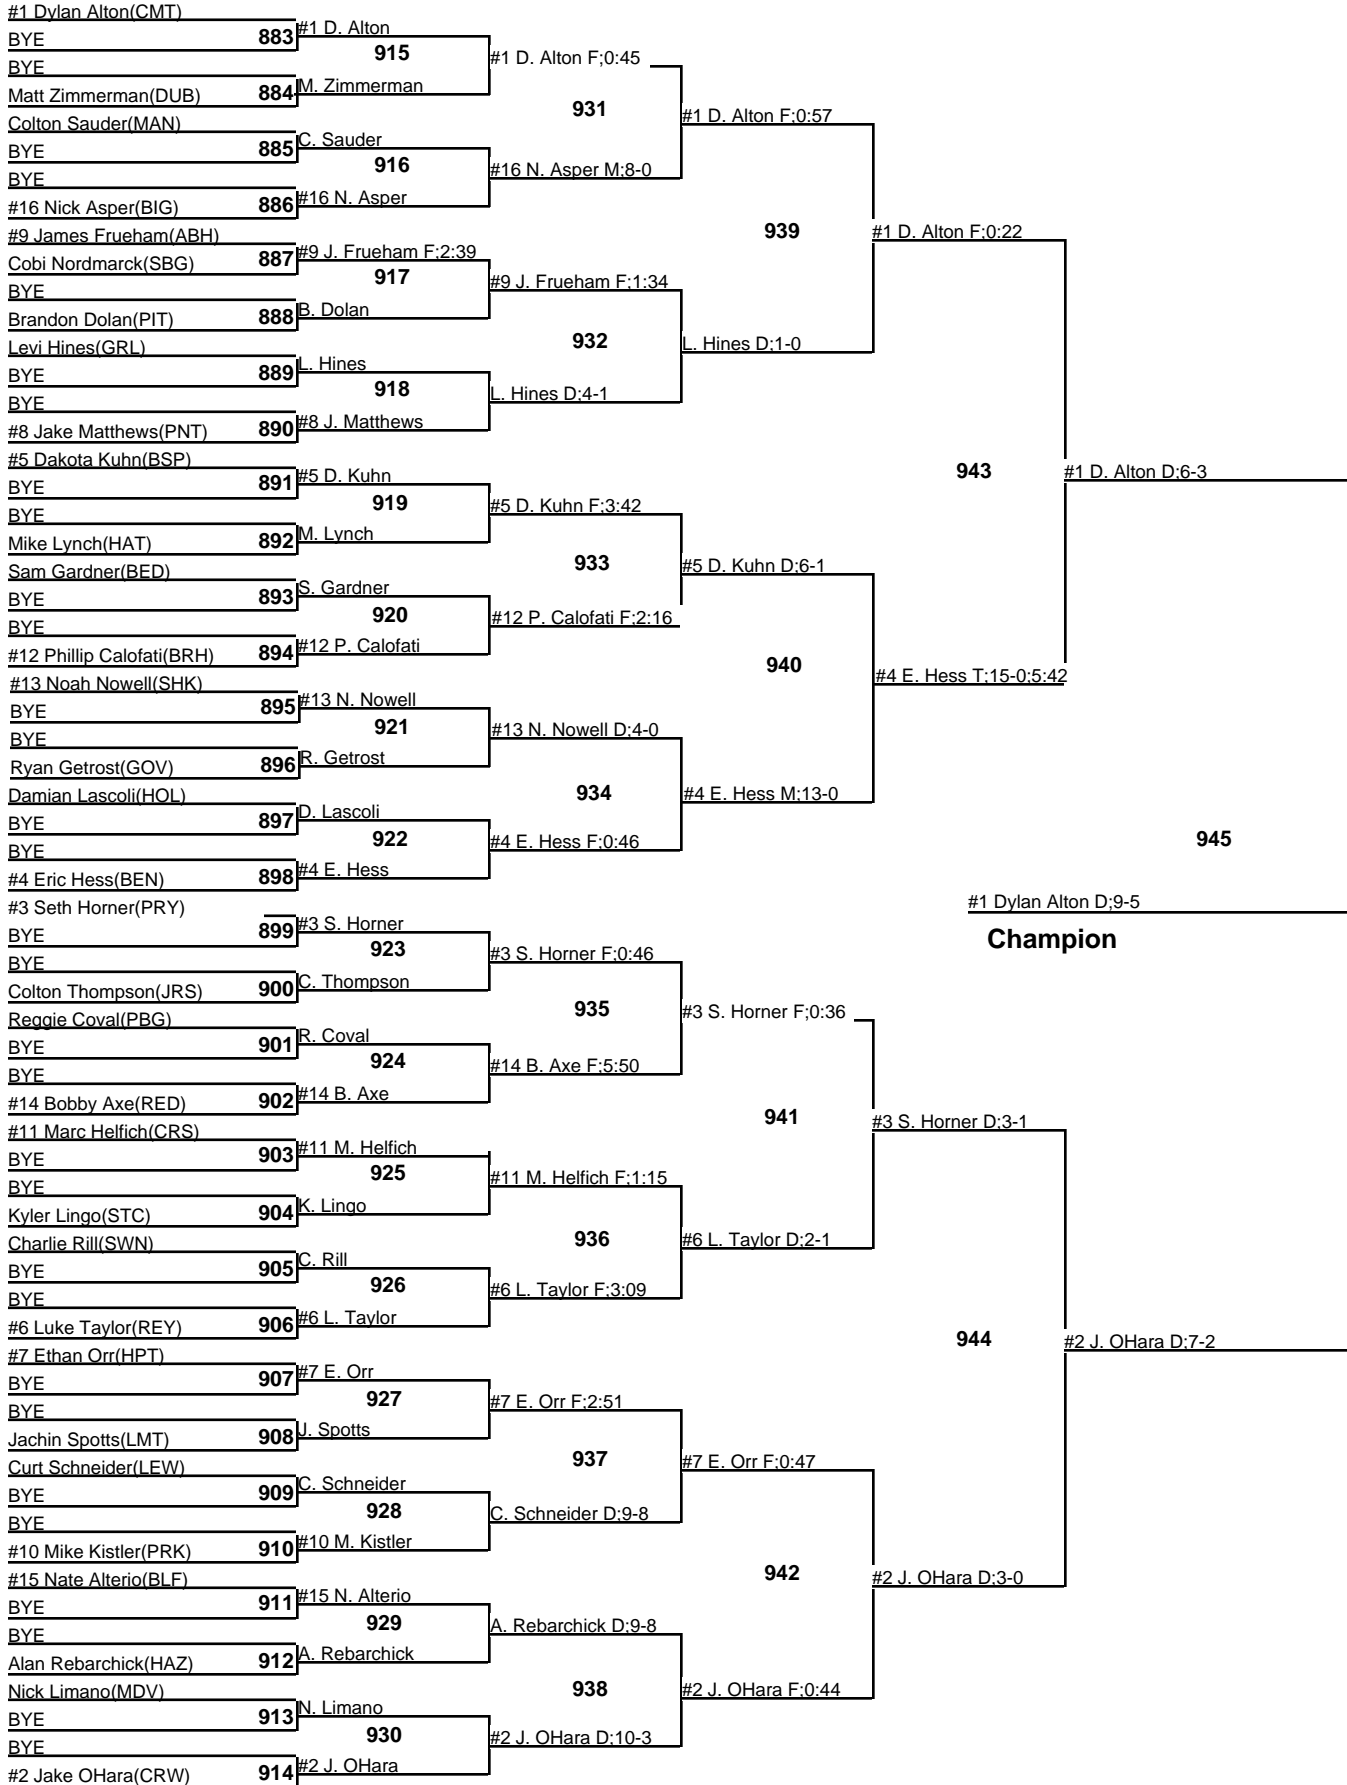 #1 Dylan Alton(CMT)
BYE
883
BYE
Matt Zimmerman(DUB)
884
Colton Sauder(MAN)
BYE
885
BYE
#16 Nick Asper(BIG)
886
#9 James Frueham(ABH)
Cobi Nordmarck(SBG)
887
BYE
Brandon Dolan(PIT)
888
Levi Hines(GRL)
BYE
889
BYE
#8 Jake Matthews(PNT)
890
#5 Dakota Kuhn(BSP)
BYE
891
BYE
Mike Lynch(HAT)
892
Sam Gardner(BED)
BYE
893
BYE
#12 Phillip Calofati(BRH)
894
#13 Noah Nowell(SHK)
BYE
895
BYE
Ryan Getrost(GOV)
896
Damian Lascoli(HOL)
BYE
897
BYE
#4 Eric Hess(BEN)
898
#3 Seth Horner(PRY)
BYE
899
BYE
Colton Thompson(JRS)
900
Reggie Coval(PBG)
BYE
901
BYE
#14 Bobby Axe(RED)
902
#11 Marc Helfich(CRS)
BYE
903
BYE
Kyler Lingo(STC)
904
Charlie Rill(SWN)
BYE
905
BYE
#6 Luke Taylor(REY)
906
#7 Ethan Orr(HPT)
BYE
907
BYE
Jachin Spotts(LMT)
908
Curt Schneider(LEW)
BYE
909
BYE
#10 Mike Kistler(PRK)
910
#15 Nate Alterio(BLF)
BYE
911
BYE
Alan Rebarchick(HAZ)
912
Nick Limano(MDV)
BYE
913
BYE
#2 Jake OHara(CRW)
914
#1 D. Alton
915
M. Zimmerman
C. Sauder
916
#16 N. Asper
#9 J. Frueham F;2:39
917
B. Dolan
L. Hines
918
#8 J. Matthews
#5 D. Kuhn
919
M. Lynch
S. Gardner
920
#12 P. Calofati
#13 N. Nowell
921
R. Getrost
D. Lascoli
922
#4 E. Hess
#3 S. Horner
923
C. Thompson
R. Coval
924
#14 B. Axe
#11 M. Helfich
925
K. Lingo
C. Rill
926
#6 L. Taylor
#7 E. Orr
927
J. Spotts
C. Schneider
928
#10 M. Kistler
#15 N. Alterio
929
A. Rebarchick
N. Limano
930
#2 J. OHara
#1 D. Alton F;0:45
931
#16 N. Asper M;8-0
#9 J. Frueham F;1:34
932
L. Hines D;4-1
#5 D. Kuhn F;3:42
933
#12 P. Calofati F;2:16
#13 N. Nowell D;4-0
934
#4 E. Hess F;0:46
#3 S. Horner F;0:46
935
#14 B. Axe F;5:50
#11 M. Helfich F;1:15
936
#6 L. Taylor F;3:09
#7 E. Orr F;2:51
937
C. Schneider D;9-8
A. Rebarchick D;9-8
938
#2 J. OHara D;10-3
#1 D. Alton F;0:57
939
L. Hines D;1-0
#5 D. Kuhn D;6-1
940
#4 E. Hess M;13-0
#3 S. Horner F;0:36
941
#6 L. Taylor D;2-1
#7 E. Orr F;0:47
942
#2 J. OHara F;0:44
#1 D. Alton F;0:22
943
#4 E. Hess T;15-0;5:42
#3 S. Horner D;3-1
944
#2 J. OHara D;3-0
#1 D. Alton D;6-3
945
#2 J. OHara D;7-2
#1 Dylan Alton D;9-5
Champion